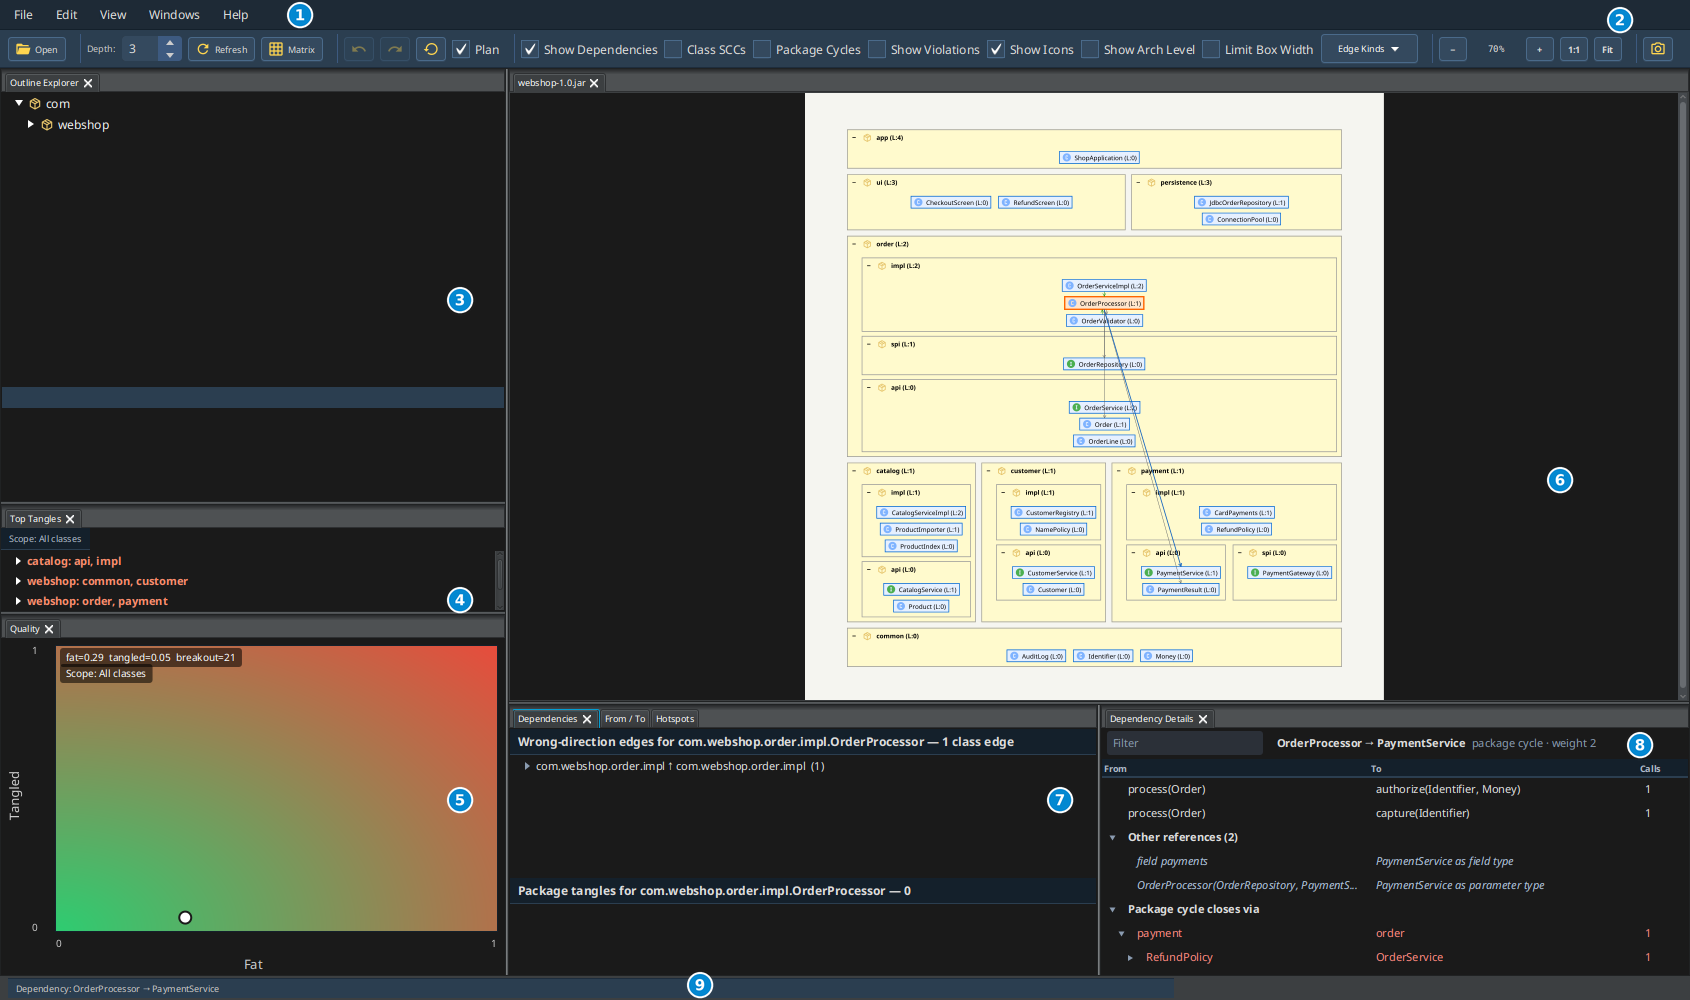 File Edit View Windows Help 1 2
Open Depth: 3 Refresh Matrix Plan Show Dependencies Class SCCs Package Cycles Show Violations Show Icons Show Arch Level Limit Box Width Edge Kinds − 70% + 1:1 Fit
Outline Explorer
com
webshop
3
Top Tangles
Scope: All classes
catalog: api, impl
webshop: common, customer
webshop: order, payment
4
Quality
1
fat=0.29 tangled=0.05 breakout=21
Scope: All classes
Tangled
5
0
0 1
Fat
webshop-1.0.jar
app (L:4)
ShopApplication (L:0)
ui (L:3)
CheckoutScreen (L:0) RefundScreen (L:0)
persistence (L:3)
JdbcOrderRepository (L:1)
ConnectionPool (L:0)
order (L:2)
impl (L:2)
OrderServiceImpl (L:2)
OrderProcessor (L:1)
OrderValidator (L:0)
spi (L:1)
OrderRepository (L:0)
api (L:0)
OrderService (L:2)
Order (L:1)
OrderLine (L:0)
catalog (L:1)
impl (L:1)
CatalogServiceImpl (L:2)
ProductImporter (L:1)
ProductIndex (L:0)
api (L:0)
CatalogService (L:1)
Product (L:0)
customer (L:1)
impl (L:1)
CustomerRegistry (L:1)
NamePolicy (L:0)
api (L:0)
CustomerService (L:1)
Customer (L:0)
payment (L:1)
impl (L:1)
CardPayments (L:1)
RefundPolicy (L:0)
api (L:0)
PaymentService (L:1)
PaymentResult (L:0)
spi (L:0)
PaymentGateway (L:0)
common (L:0)
AuditLog (L:0) Identifier (L:0) Money (L:0)
6
Dependencies From / To Hotspots
Wrong-direction edges for com.webshop.order.impl.OrderProcessor — 1 class edge
com.webshop.order.impl ↑ com.webshop.order.impl (1)
7
Package tangles for com.webshop.order.impl.OrderProcessor — 0
Dependency Details
Filter OrderProcessor → PaymentService package cycle · weight 2 8
From To Calls
process(Order) authorize(Identifier, Money) 1
process(Order) capture(Identifier) 1
Other references (2)
field payments PaymentService as field type
OrderProcessor(OrderRepository, PaymentS... PaymentService as parameter type
Package cycle closes via
payment order 1
RefundPolicy OrderService 1
Dependency: OrderProcessor → PaymentService 9